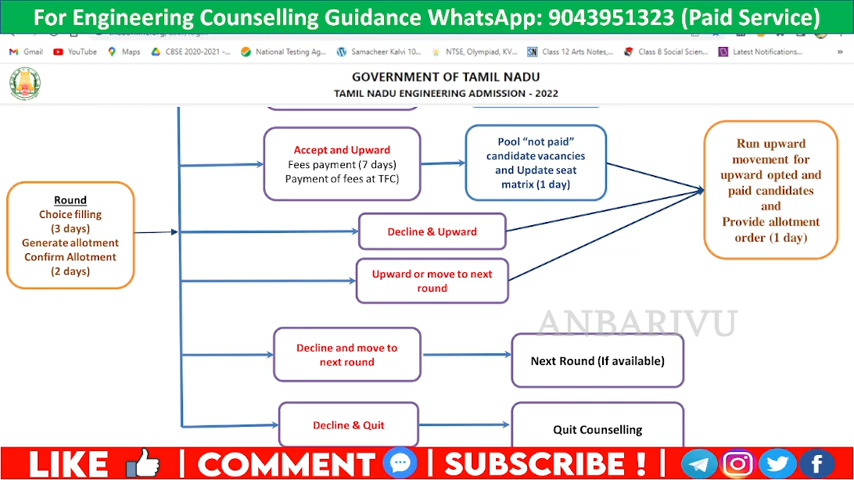 For Engineering Counselling Guidance WhatsApp: 9043951323 (Paid Service)
Gmail
YouTube
Maps
CBSE 2020-2021 -...
National Testing Ag...
Samacheer Kalvi 10...
NTSE, Olympiad, KV...
Class 12 Arts Notes,...
Class 8 Social Scien...
Latest Notifications...
GOVERNMENT OF TAMIL NADU
TAMIL NADU ENGINEERING ADMISSION - 2022
Round
Choice filling
(3 days)
Generate allotment
Confirm Allotment
(2 days)
Accept and Upward
Fees payment (7 days)
Payment of fees at TFC)
Pool "not paid"
candidate vacancies
and Update seat
matrix (1 day)
Run upward
movement for
upward opted and
paid candidates
and
Provide allotment
order (1 day)
Decline & Upward
Upward or move to next
round
ANBARIVU
Decline and move to
next round
Next Round (If available)
Decline & Quit
Quit Counselling
LIKE | COMMENT | SUBSCRIBE ! |